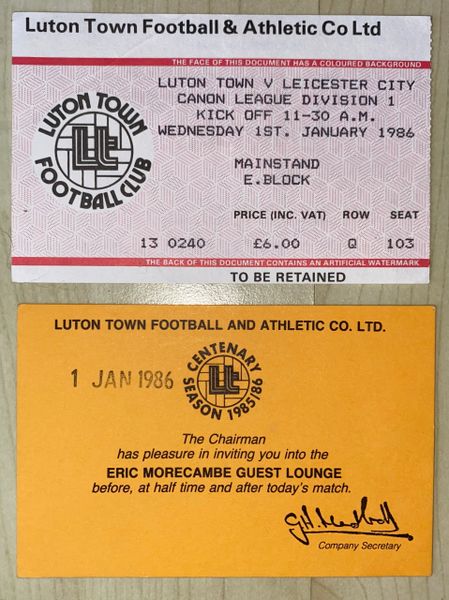 Luton Town Football & Athletic Co Ltd
THE FACE OF THIS DOCUMENT HAS A COLOURED BACKGROUND
LUTON TOWN V LEICESTER CITY
CANON LEAGUE DIVISION 1
KICK OFF 11-30 A.M.
WEDNESDAY 1ST. JANUARY 1986
LUTON TOWN
Lt
FOOTBALL CLUB
MAINSTAND
E.BLOCK
PRICE (INC. VAT) ROW SEAT
13 0240 £6.00 Q 103
THE BACK OF THIS DOCUMENT CONTAINS AN ARTIFICIAL WATERMARK
TO BE RETAINED
LUTON TOWN FOOTBALL AND ATHLETIC CO. LTD.
1 JAN 1986
CENTENARY
Lt
SEASON 1985/86
The Chairman
has pleasure in inviting you into the
ERIC MORECAMBE GUEST LOUNGE
before, at half time and after today's match.
Company Secretary